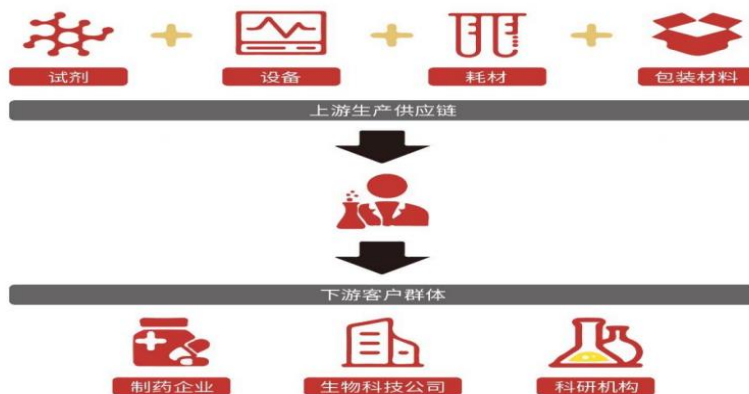 试剂
设备
耗材
包装材料
上游生产供应链
下游客户群体
制药企业
生物科技公司
科研机构